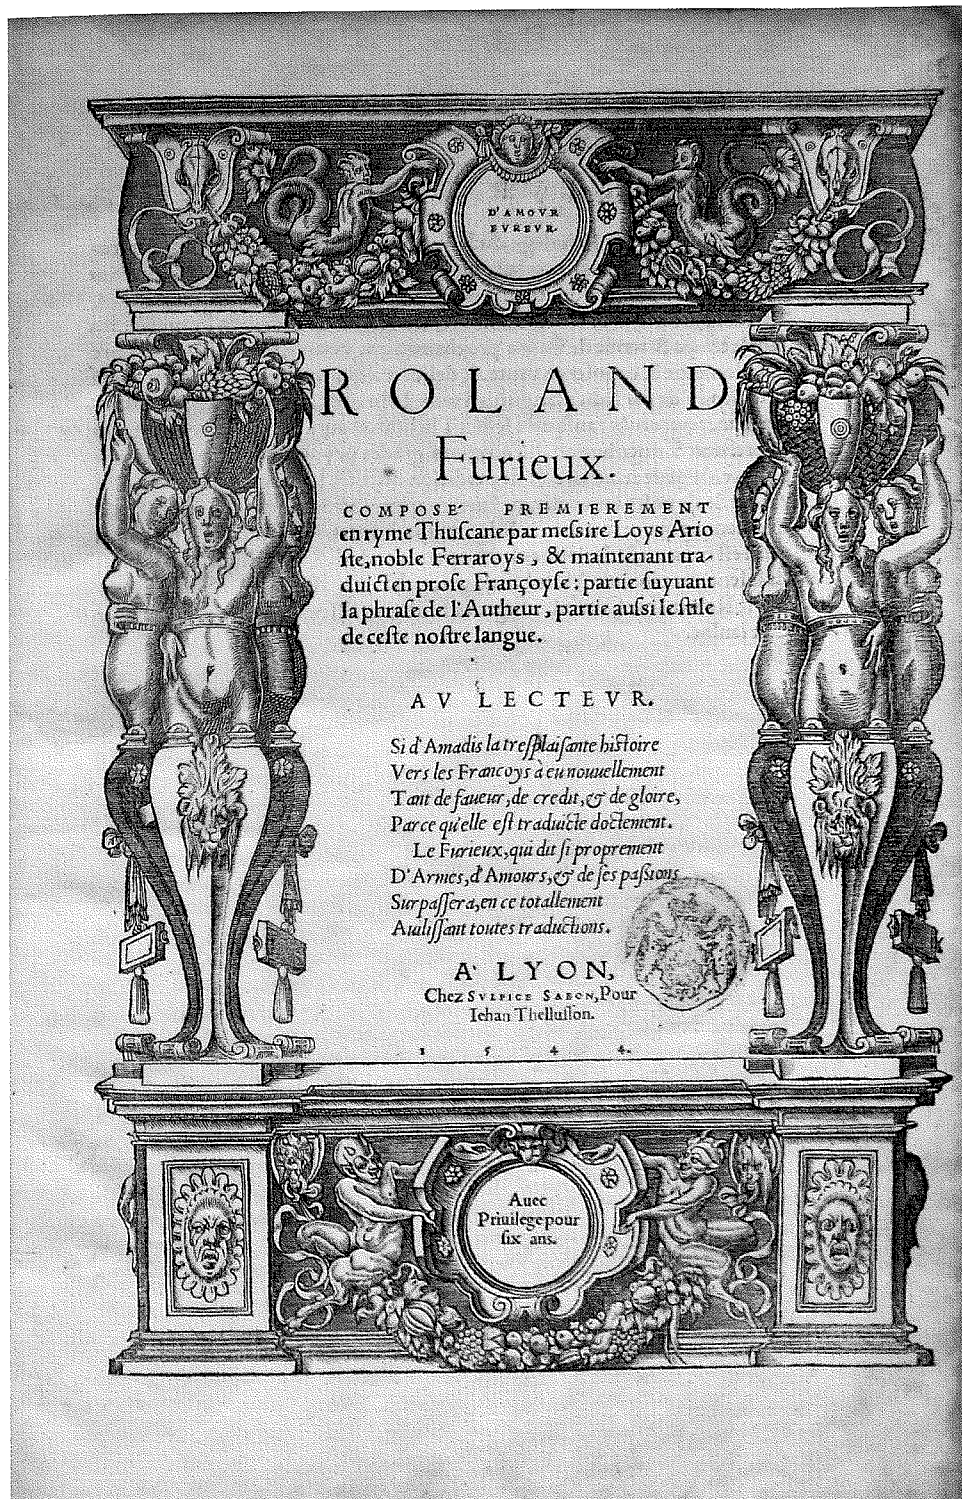 D'AMOVR
FVREVR.
ROLAND
Furieux.
COMPOSE´ PREMIEREMENT
en ryme Thuſcane par meſsire Loys Ario
ſte, noble Ferraroys, & maintenant tra-
duict en proſe Françoyſe: partie ſuyuant
la phraſe de l'Autheur, partie auſsi le ſtile
de ceſte noſtre langue.
AV LECTEVR.
Si d'Amadis la treſplaiſante hiſtoire
Vers les Francoys à eu nouuellement
Tant de faueur, de credit, & de gloire,
Parce qu'elle eſt traduicte doctement.
Le Furieux, qui dit ſi proprement
D'Armes, d'Amours, & de ſes paſsions
Surpaſſera, en ce totallement
Auiliſſant toutes traductions.
A` LYON,
Chez SVLPICE SABON, Pour
Iehan Thelluſson.
1 5 4 4.
Auec
Priuilege pour
ſix ans.